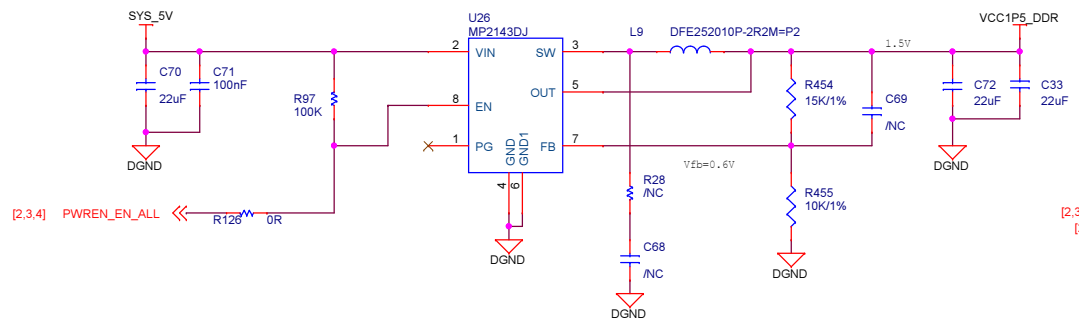 SYS_5V
U26
MP2143DJ
L9
DFE252010P-2R2M=P2
VCC1P5_DDR
2
VIN
SW
3
1.5V
C70
22uF
C71
100nF
R97
100K
OUT
5
R454
15K/1%
C69
/NC
C72
22uF
C33
22uF
8
EN
1
PG
GND
GND1
FB
7
4
6
Vfb=0.6V
DGND
DGND
R28
/NC
R455
10K/1%
[2,3,4]
PWREN_EN_ALL
R126
0R
[2,3
C68
/NC
DGND
DGND
DGND